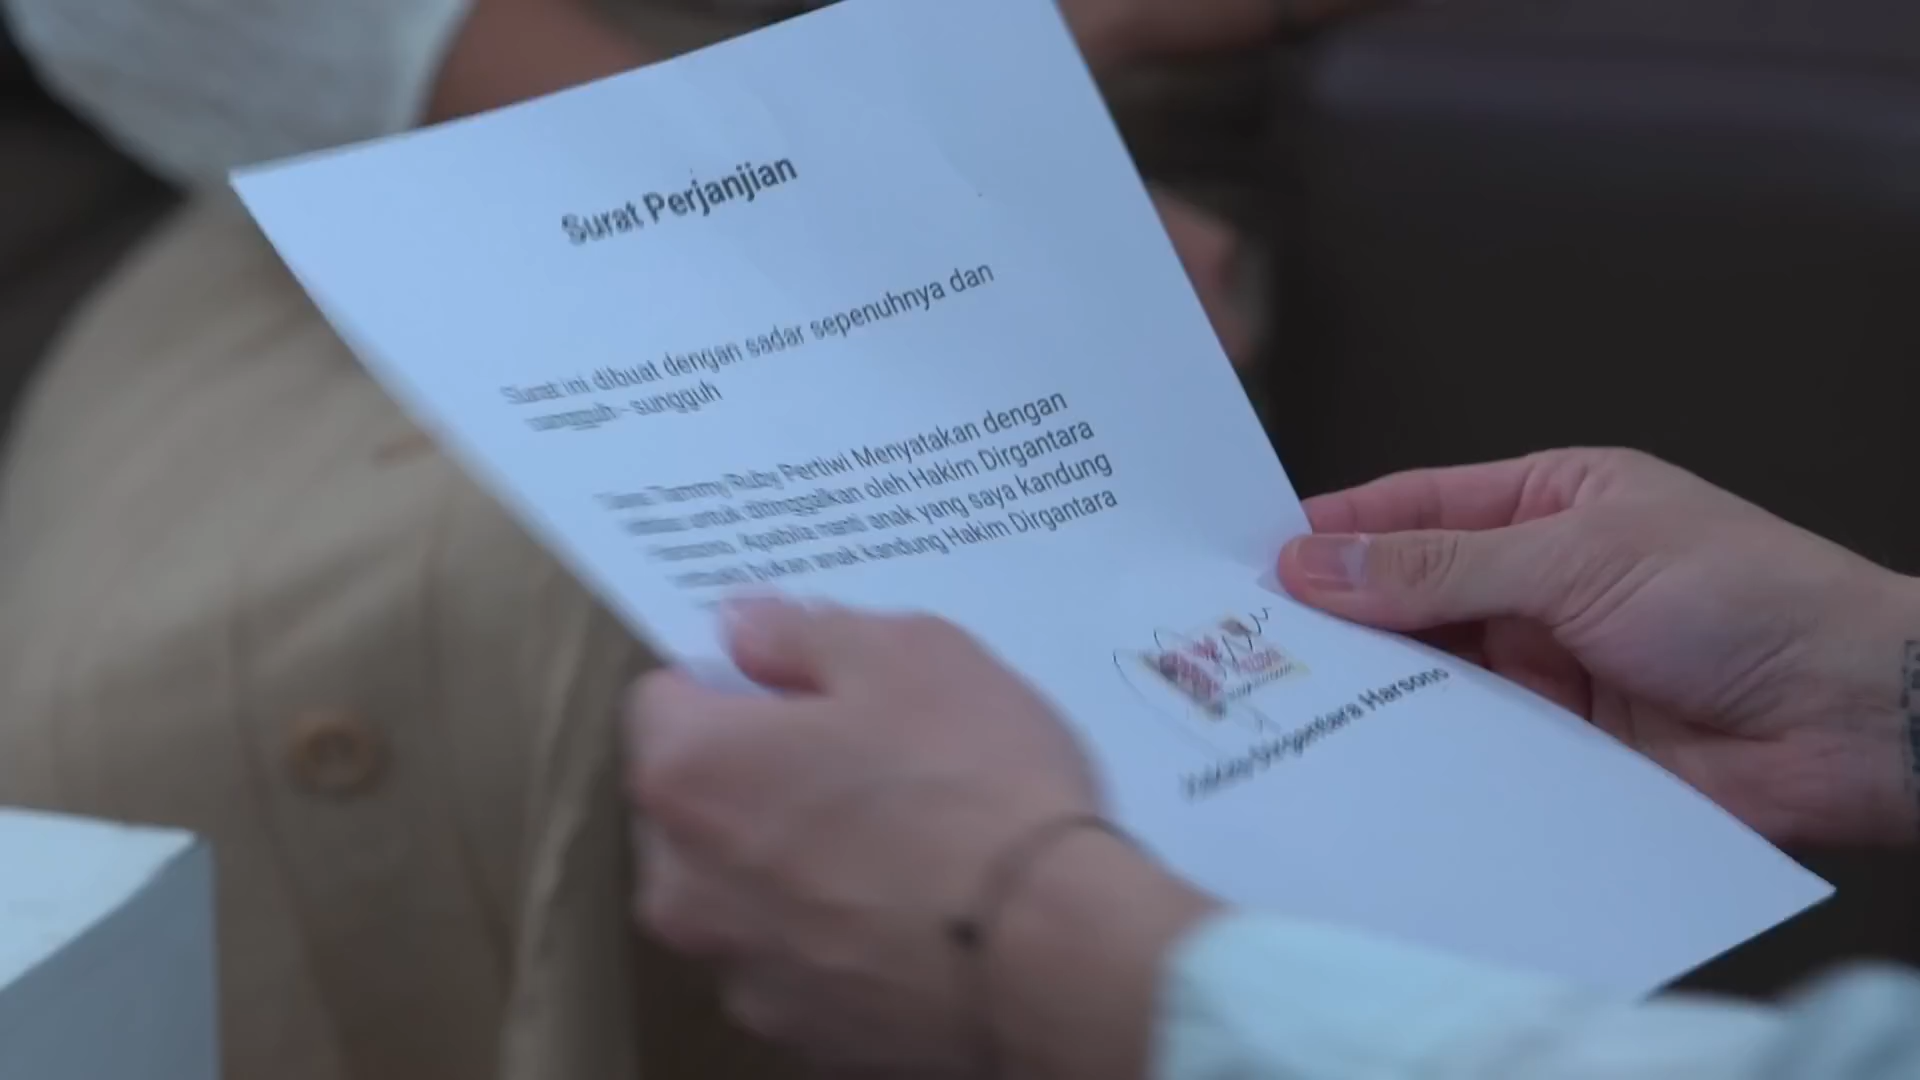 Surat Perjanjian
Surat ini dibuat dengan sadar sepenuhnya dan
sungguh - sungguh
Tammy Ruby Pertiwi Menyatakan dengan
untuk ditinggalkan oleh Hakim Dirgantara
Harsono. Apabila nanti anak yang saya kandung
bukan anak kandung Hakim Dirgantara
Hakim Dirgantara Harsono